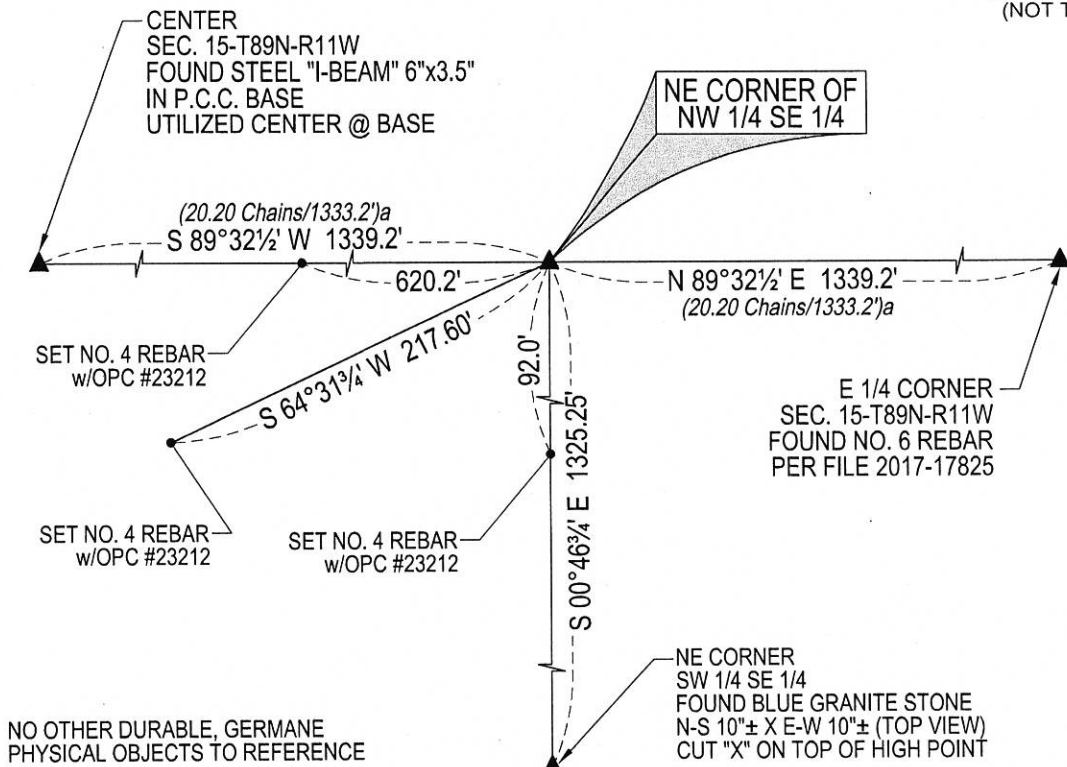 (NOT T
CENTER
SEC. 15-T89N-R11W
FOUND STEEL "I-BEAM" 6"x3.5"
IN P.C.C. BASE
UTILIZED CENTER @ BASE
NE CORNER OF
NW 1/4 SE 1/4
(20.20 Chains/1333.2')a
S 89°32½' W 1339.2'
620.2'
N 89°32½' E 1339.2'
(20.20 Chains/1333.2')a
SET NO. 4 REBAR
w/OPC #23212
S 64°31¾' W 217.60'
92.0'
S 00°46¾' E 1325.25'
E 1/4 CORNER
SEC. 15-T89N-R11W
FOUND NO. 6 REBAR
PER FILE 2017-17825
SET NO. 4 REBAR
w/OPC #23212
SET NO. 4 REBAR
w/OPC #23212
NE CORNER
SW 1/4 SE 1/4
FOUND BLUE GRANITE STONE
N-S 10"± X E-W 10"± (TOP VIEW)
CUT "X" ON TOP OF HIGH POINT
NO OTHER DURABLE, GERMANE
PHYSICAL OBJECTS TO REFERENCE